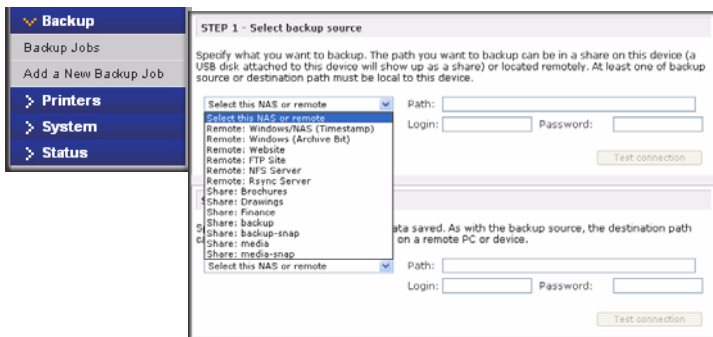 Backup
Backup Jobs
Add a New Backup Job
Printers
System
Status
STEP 1 - Select backup source
Specify what you want to backup. The path you want to backup can be in a share on this device (a
USB disk attached to this device will show up as a share) or located remotely. At least one of backup
source or destination path must be local to this device.
Select this NAS or remote Path:
Login: Password:
Test connection
Select this NAS or remote
Remote: Windows/NAS (Timestamp)
Remote: Windows (Archive Bit)
Remote: Website
Remote: FTP Site
Remote: NFS Server
Remote: Rsync Server
Share: Brochures
Share: Drawings
Share: Finance
Share: backup
Share: backup-snap
Share: media
Share: media-snap
ata saved. As with the backup source, the destination path
on a remote PC or device.
Select this NAS or remote Path:
Login: Password:
Test connection